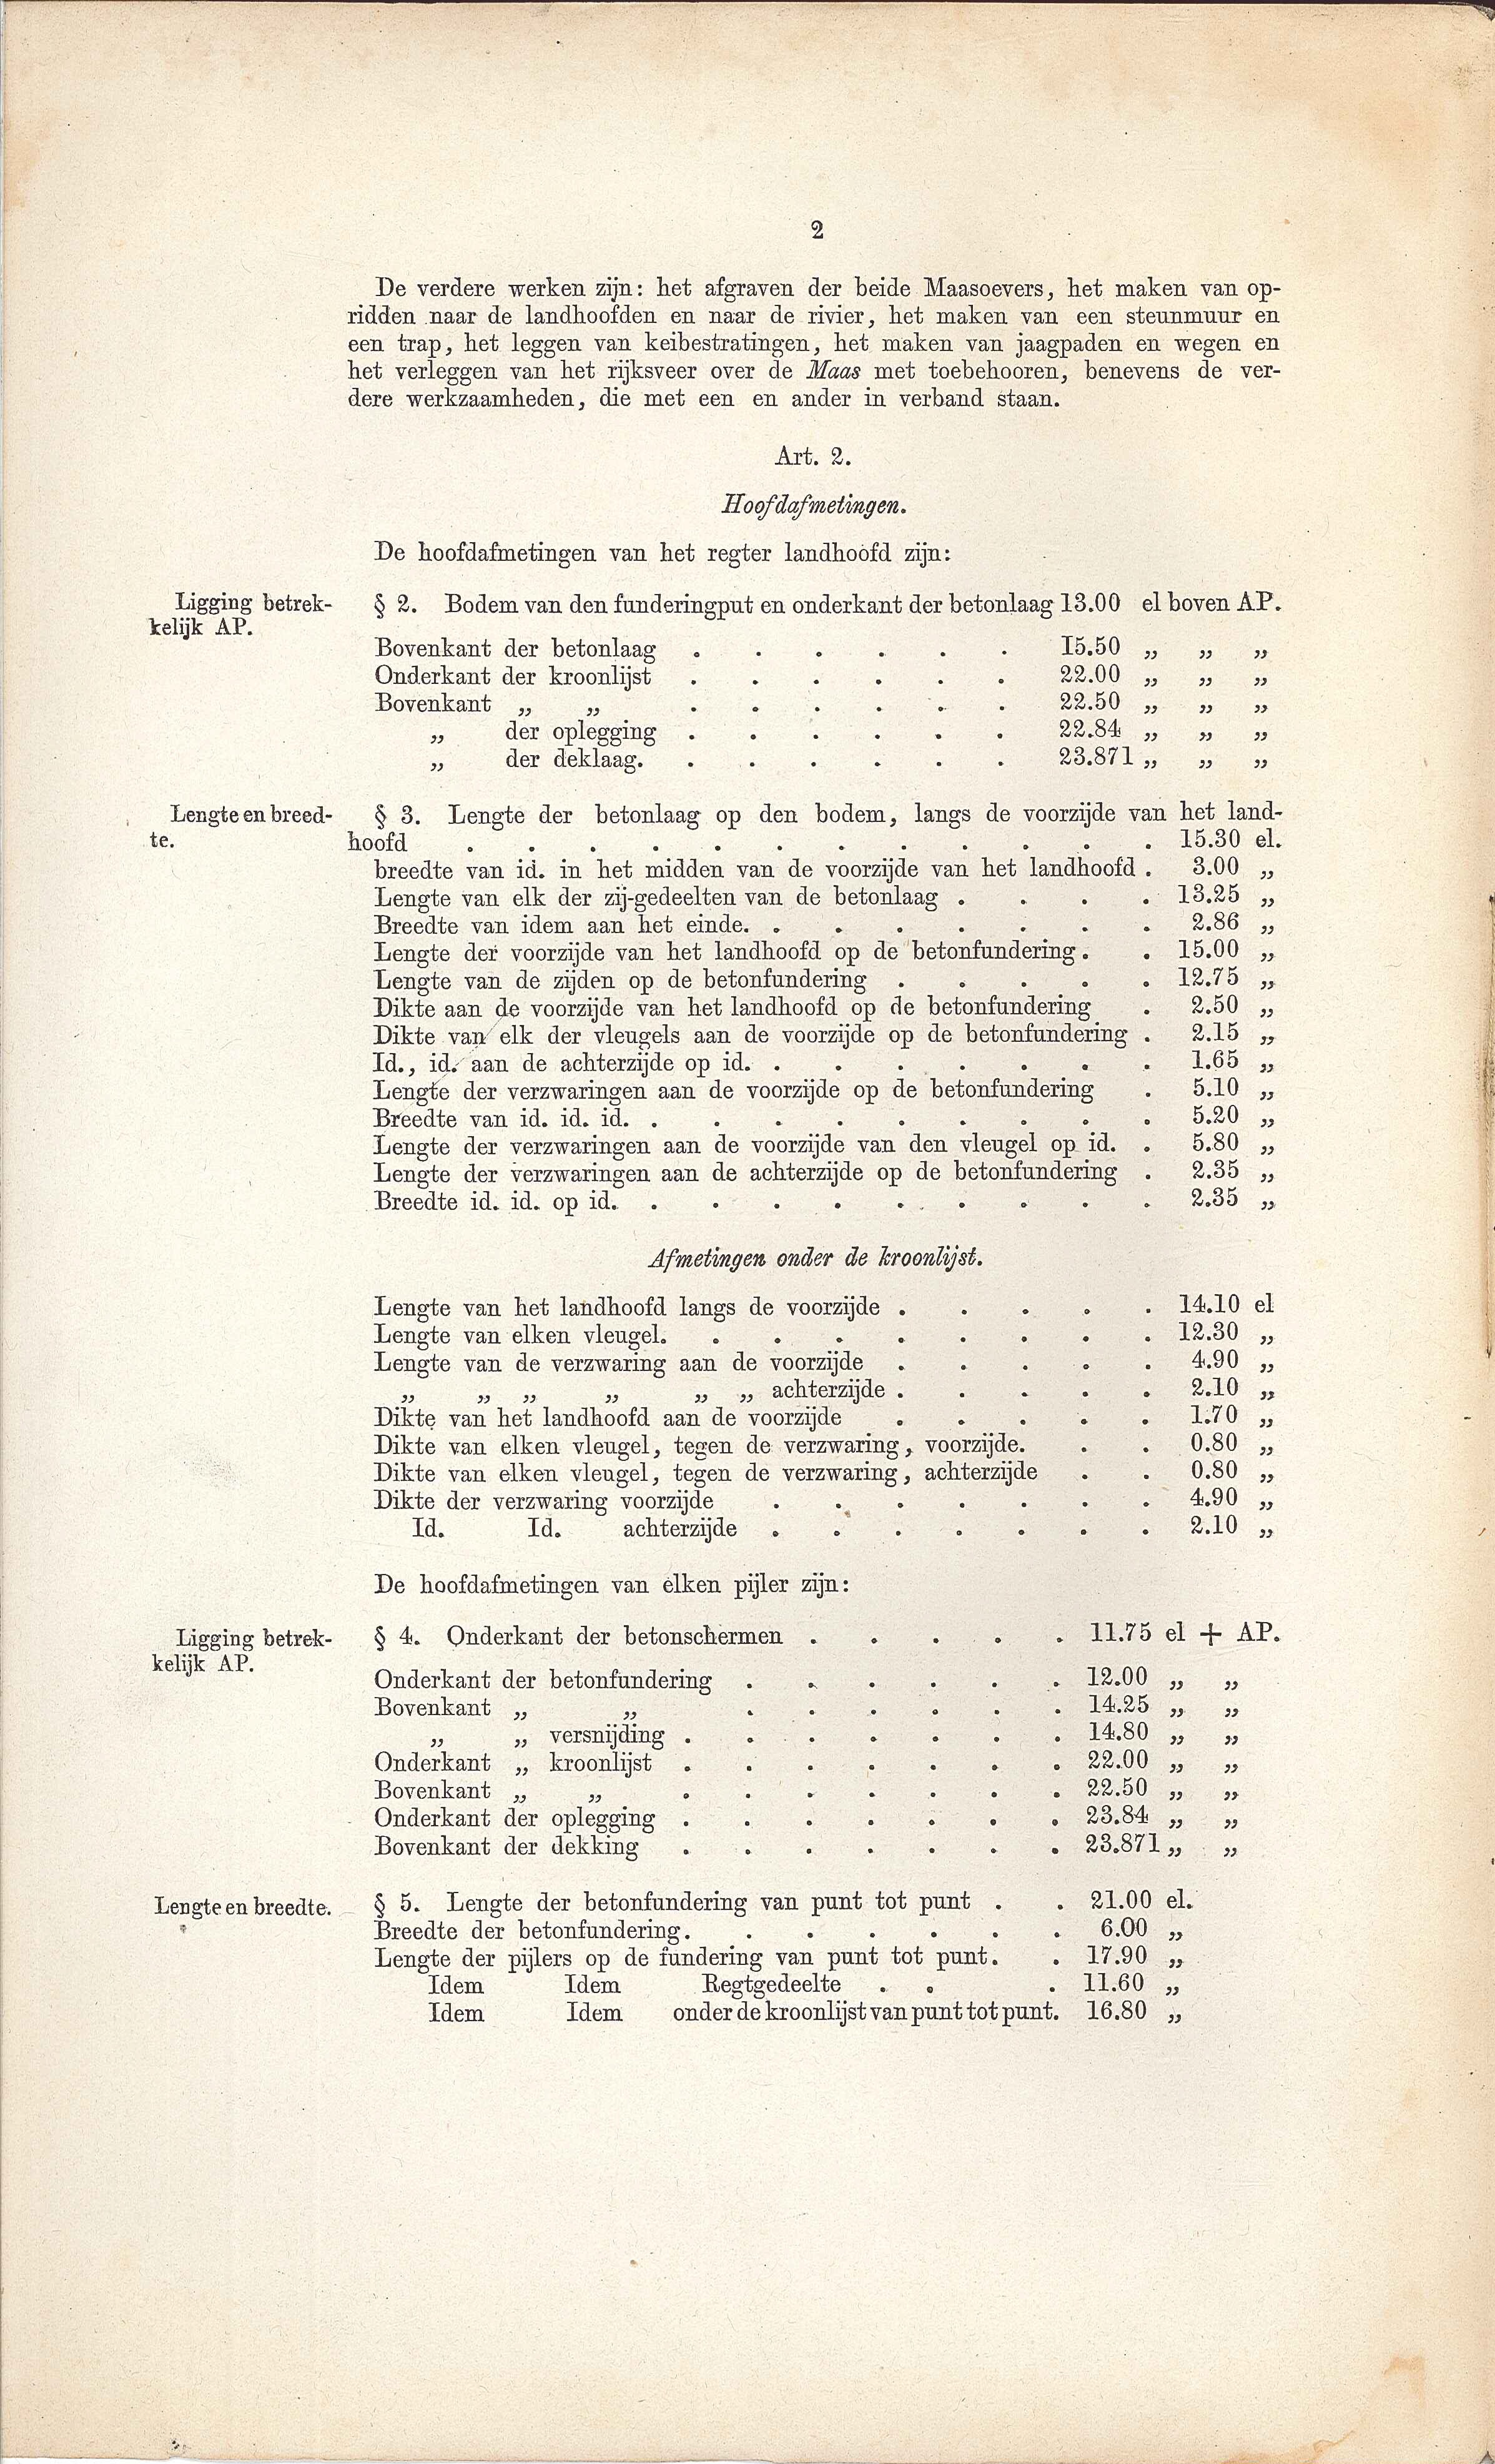 2
De verdere werken zijn: het afgraven der beide Maasoevers, het maken van op-
ridden naar de landhoofden en naar de rivier, het maken van een steunmuur en
een trap, het leggen van keibestratingen, het maken van jaagpaden en wegen en
het verleggen van het rijksveer over de Maas met toebehooren, benevens de ver-
dere werkzaamheden, die met een en ander in verband staan.
Art. 2.
Hoofdafmetingen.
De hoofdafmetingen van het regter landhoofd zijn:
Ligging betrek-
kelijk AP.
§ 2. Bodem van den funderingput en onderkant der betonlaag 13.00 el boven AP.
Bovenkant der betonlaag . . . . . . 15.50 „ „ „
Onderkant der kroonlijst . . . . . . 22.00 „ „ „
Bovenkant „ „ . . . . . . 22.50 „ „ „
„ der oplegging . . . . . . 22.84 „ „ „
„ der deklaag. . . . . . . 23.871 „ „ „
Lengte en breed-
te.
§ 3. Lengte der betonlaag op den bodem, langs de voorzijde van het land-
hoofd . . . . . . . . . . . . 15.30 el.
breedte van id. in het midden van de voorzijde van het landhoofd . 3.00 „
Lengte van elk der zij-gedeelten van de betonlaag . . . . 13.25 „
Breedte van idem aan het einde. . . . . . . . 2.86 „
Lengte der voorzijde van het landhoofd op de betonfundering. . 15.00 „
Lengte van de zijden op de betonfundering . . . . . 12.75 „
Dikte aan de voorzijde van het landhoofd op de betonfundering . 2.50 „
Dikte van elk der vleugels aan de voorzijde op de betonfundering . 2.15 „
Id., id. aan de achterzijde op id. . . . . . . . 1.65 „
Lengte der verzwaringen aan de voorzijde op de betonfundering . 5.10 „
Breedte van id. id. id. . . . . . . . . . 5.20 „
Lengte der verzwaringen aan de voorzijde van den vleugel op id. . 5.80 „
Lengte der verzwaringen aan de achterzijde op de betonfundering . 2.35 „
Breedte id. id. op id. . . . . . . . . . 2.35 „
Afmetingen onder de kroonlijst.
Lengte van het landhoofd langs de voorzijde . . . . . 14.10 el
Lengte van elken vleugel. . . . . . . . . 12.30 „
Lengte van de verzwaring aan de voorzijde . . . . . 4.90 „
„ „ „ „ „ „ achterzijde . . . . . 2.10 „
Dikte van het landhoofd aan de voorzijde . . . . . 1.70 „
Dikte van elken vleugel, tegen de verzwaring, voorzijde. . . 0.80 „
Dikte van elken vleugel, tegen de verzwaring, achterzijde . . 0.80 „
Dikte der verzwaring voorzijde . . . . . . . 4.90 „
Id. Id. achterzijde . . . . . . . 2.10 „
De hoofdafmetingen van elken pijler zijn:
Ligging betrek-
kelijk AP.
§ 4. Onderkant der betonschermen . . . . . 11.75 el + AP.
Onderkant der betonfundering . . . . . . 12.00 „ „
Bovenkant „ „ . . . . . . 14.25 „ „
„ „ versnijding . . . . . . . 14.80 „ „
Onderkant „ kroonlijst . . . . . . . 22.00 „ „
Bovenkant „ „ . . . . . . . 22.50 „ „
Onderkant der oplegging . . . . . . . 23.84 „ „
Bovenkant der dekking . . . . . . . 23.871 „ „
Lengte en breedte.
§ 5. Lengte der betonfundering van punt tot punt . . 21.00 el.
Breedte der betonfundering. . . . . . . 6.00 „
Lengte der pijlers op de fundering van punt tot punt. . 17.90 „
Idem Idem Regtgedeelte . . . 11.60 „
Idem Idem onder de kroonlijst van punt tot punt. 16.80 „